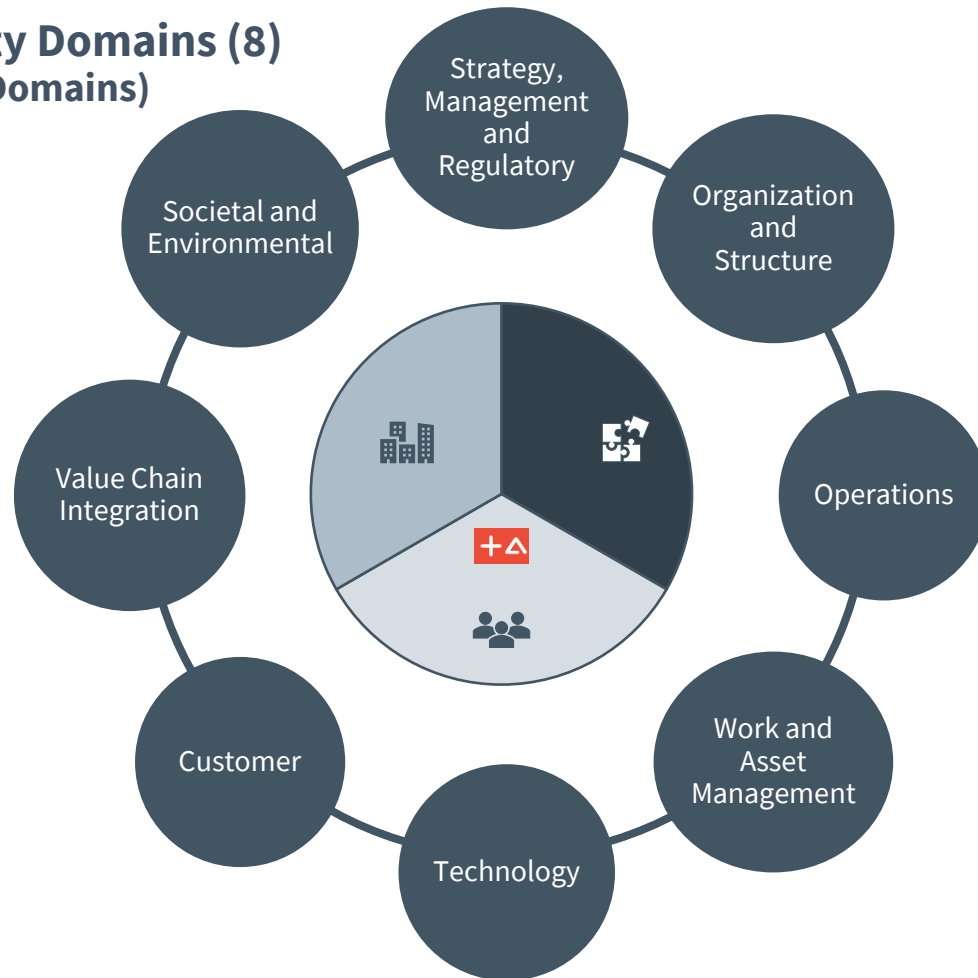 ty Domains (8)
Domains)
Strategy,
Management
and
Regulatory
Organization
and
Structure
Operations
Work and
Asset
Management
Technology
Customer
Value Chain
Integration
Societal and
Environmental